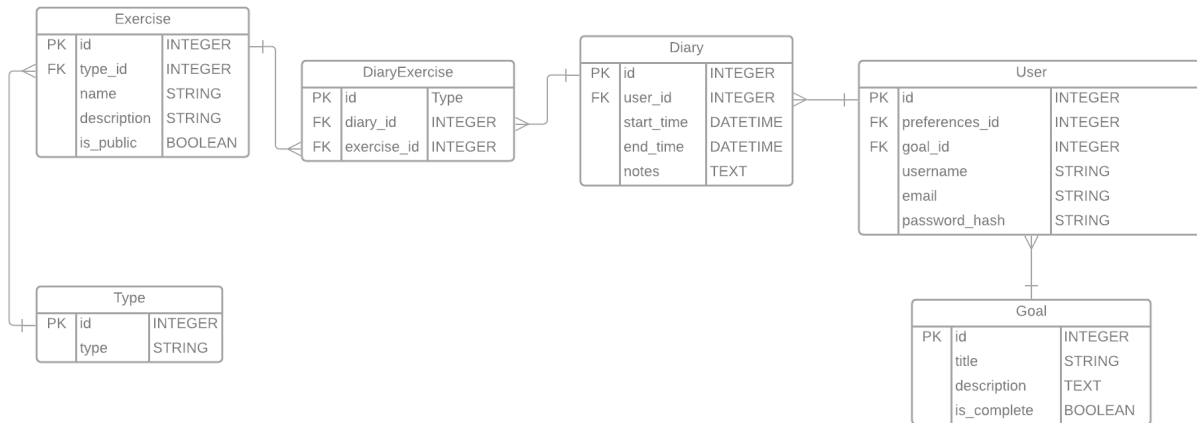 Exercise
PK id INTEGER
FK type_id INTEGER
name STRING
description STRING
is_public BOOLEAN
DiaryExercise
PK id Type
FK diary_id INTEGER
FK exercise_id INTEGER
Diary
PK id INTEGER
FK user_id INTEGER
start_time DATETIME
end_time DATETIME
notes TEXT
User
PK id INTEGER
FK preferences_id INTEGER
FK goal_id INTEGER
username STRING
email STRING
password_hash STRING
Type
PK id INTEGER
type STRING
Goal
PK id INTEGER
title STRING
description TEXT
is_complete BOOLEAN